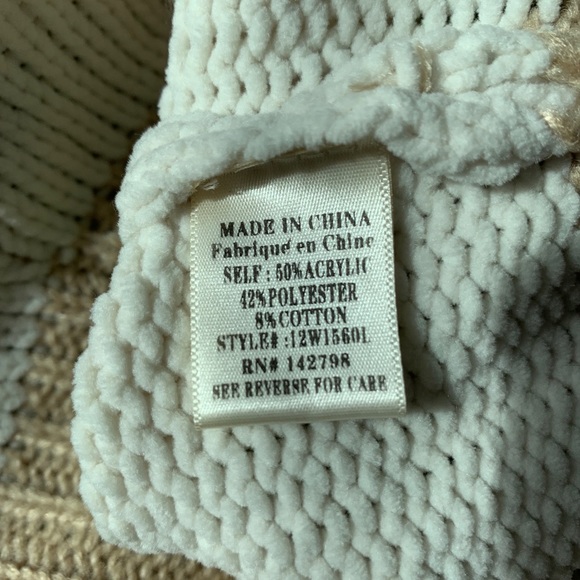 MADE IN CHINA
Fabriqué en Chine
SELF : 50%ACRYLIC
42%POLYESTER
8%COTTON
STYLE# :12W1560L
RN# 142798
SEE REVERSE FOR CARE